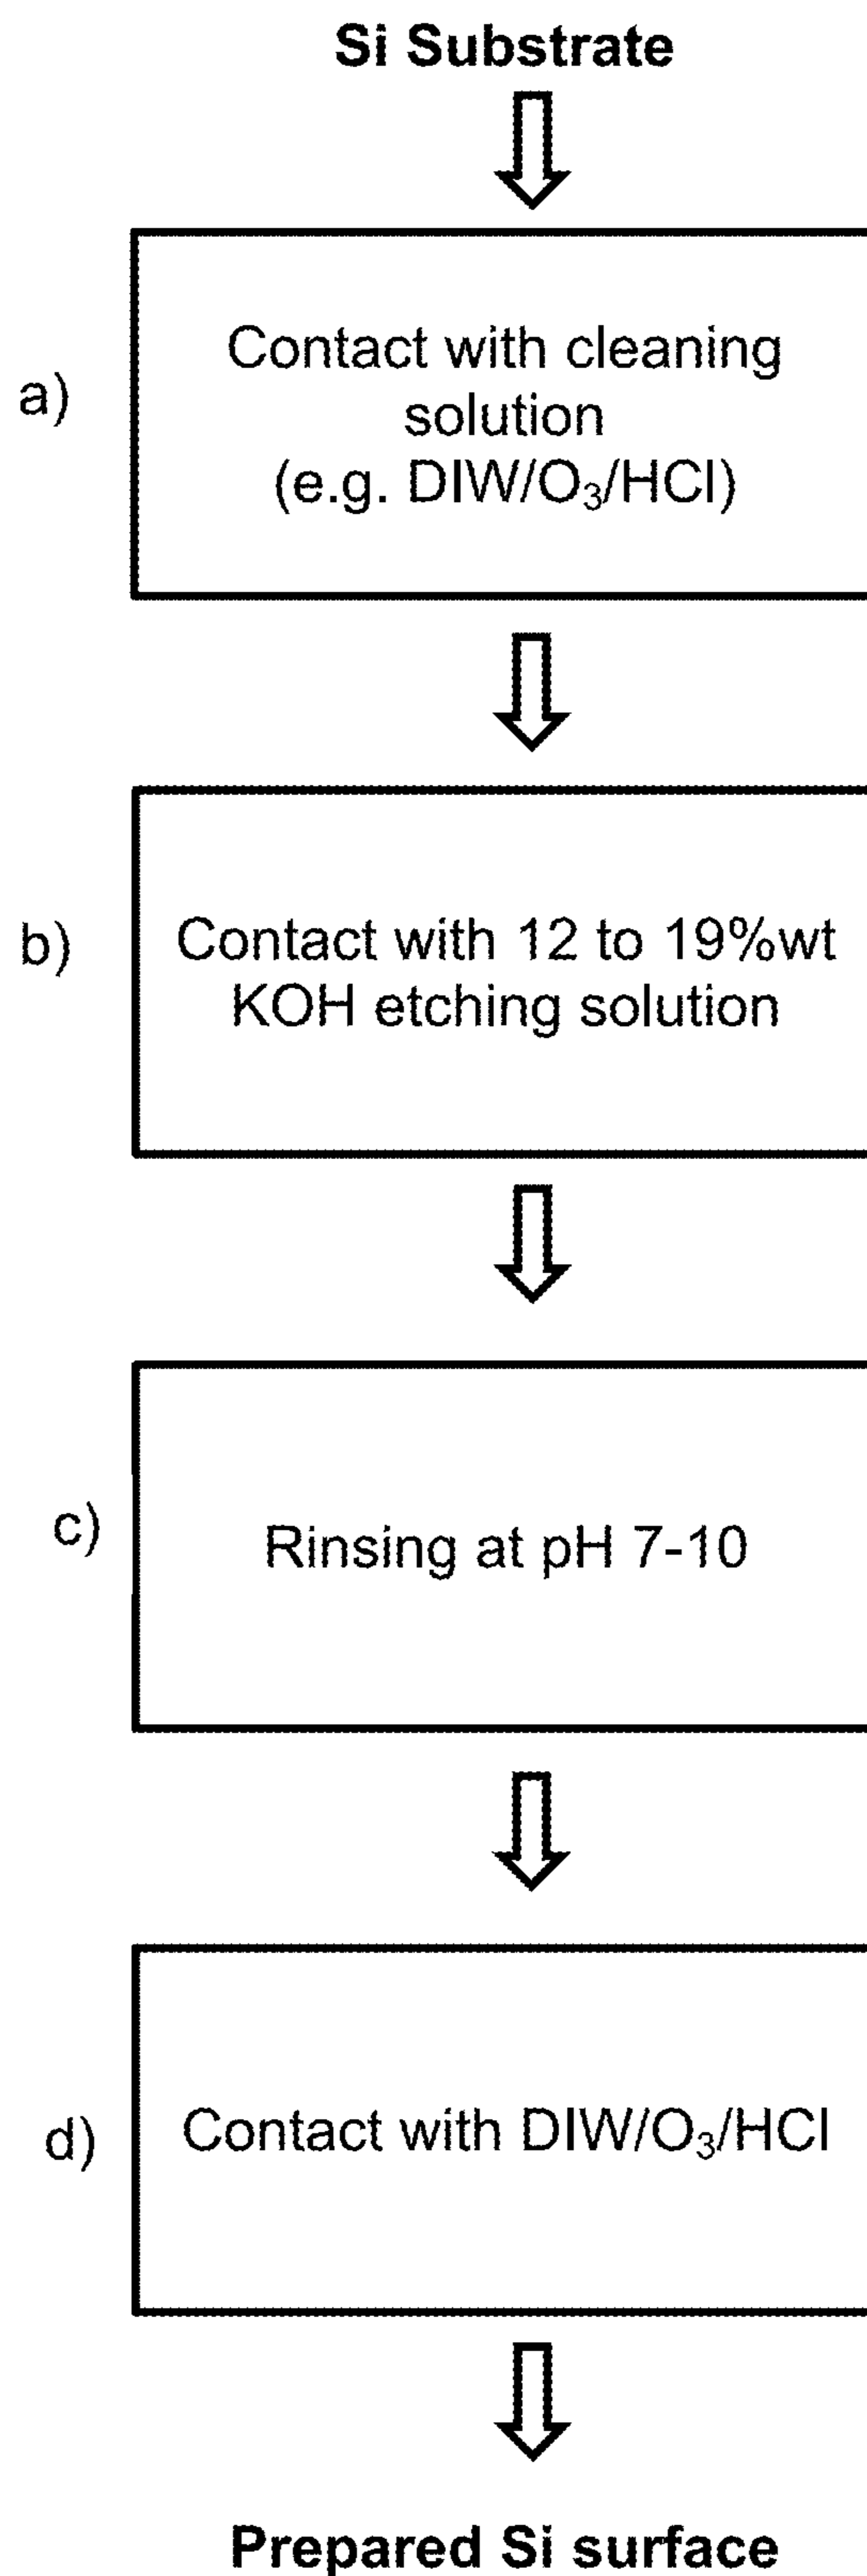 Si Substrate
a)
Contact with cleaning
solution
(e.g. DIW/O₃/HCl)
b)
Contact with 12 to 19%wt
KOH etching solution
c)
Rinsing at pH 7-10
d)
Contact with DIW/O₃/HCl
Prepared Si surface